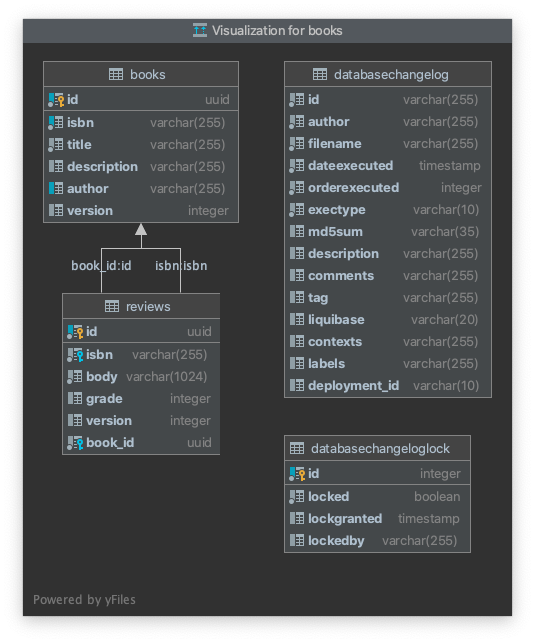 Visualization for books
books
id uuid
isbn varchar(255)
title varchar(255)
description varchar(255)
author varchar(255)
version integer
book_id:id isbn:isbn
reviews
id uuid
isbn varchar(255)
body varchar(1024)
grade integer
version integer
book_id uuid
databasechangelog
id varchar(255)
author varchar(255)
filename varchar(255)
dateexecuted timestamp
orderexecuted integer
exectype varchar(10)
md5sum varchar(35)
description varchar(255)
comments varchar(255)
tag varchar(255)
liquibase varchar(20)
contexts varchar(255)
labels varchar(255)
deployment_id varchar(10)
databasechangeloglock
id integer
locked boolean
lockgranted timestamp
lockedby varchar(255)
Powered by yFiles